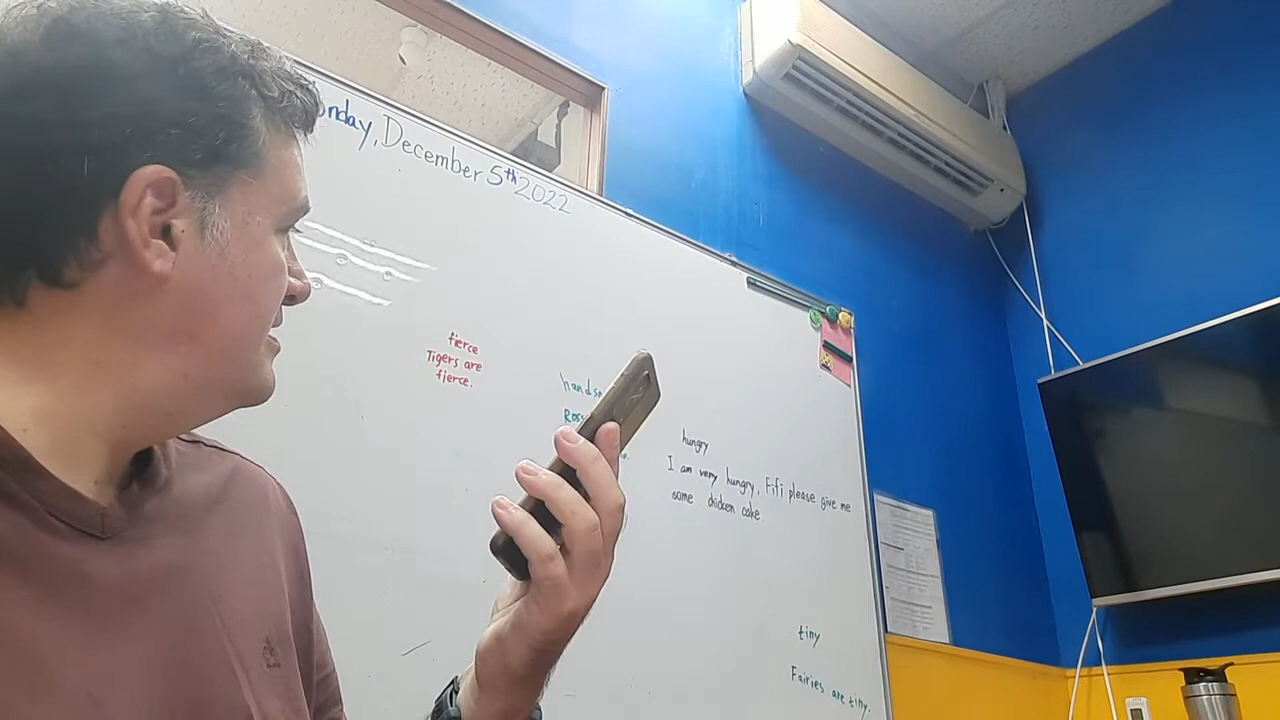 onday, December 5th 2022
fierce
Tigers are
fierce.
hungry
I am very hungry, Fifi please give me
some chicken cake
tiny
Fairies are tiny.